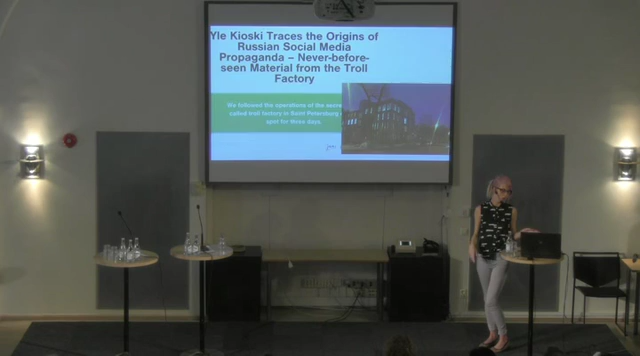 Yle Kioski Traces the Origins of
Russian Social Media
Propaganda – Never-before-
seen Material from the Troll
Factory
We followed the operations of the
called troll factory in Saint Petersburg
spot for three days